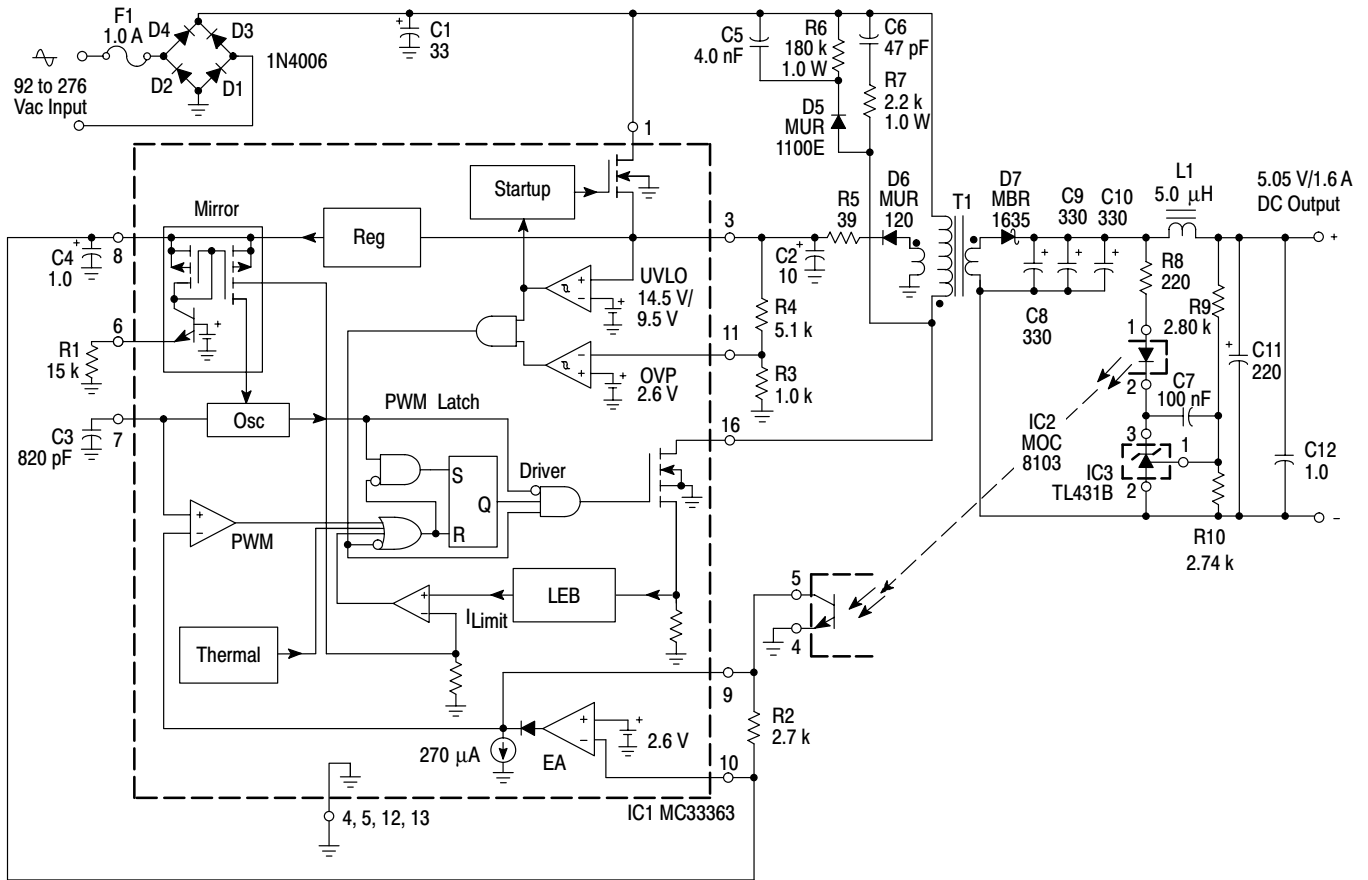 F1
1.0 A
D4
D3
D2
D1
1N4006
92 to 276
Vac Input
+
C1
33
C5
4.0 nF
R6
180 k
1.0 W
C6
47 pF
R7
2.2 k
1.0 W
D5
MUR
1100E
1
Startup
Mirror
Reg
+
C4
1.0
8
6
R1
15 k
C3
820 pF
7
Osc
UVLO
14.5 V/
9.5 V
+
-
+
OVP
2.6 V
-
+
+
3
11
+
C2
10
R5
39
D6
MUR
120
T1
D7
MBR
1635
C9
330
C10
330
+
+
+
C8
330
L1
5.0 μH
5.05 V/1.6 A
DC Output
+
R4
5.1 k
R3
1.0 k
R8
220
R9
2.80 k
+
C11
220
C12
1.0
1
2
C7
100 nF
IC2
MOC
8103
3
1
IC3
TL431B
2
R10
2.74 k
–
PWM Latch
S
Q
R
Driver
16
+
-
PWM
+
-
ILimit
LEB
Thermal
5
4
9
R2
2.7 k
10
270 μA
EA
+
-
+
2.6 V
4, 5, 12, 13
IC1 MC33363